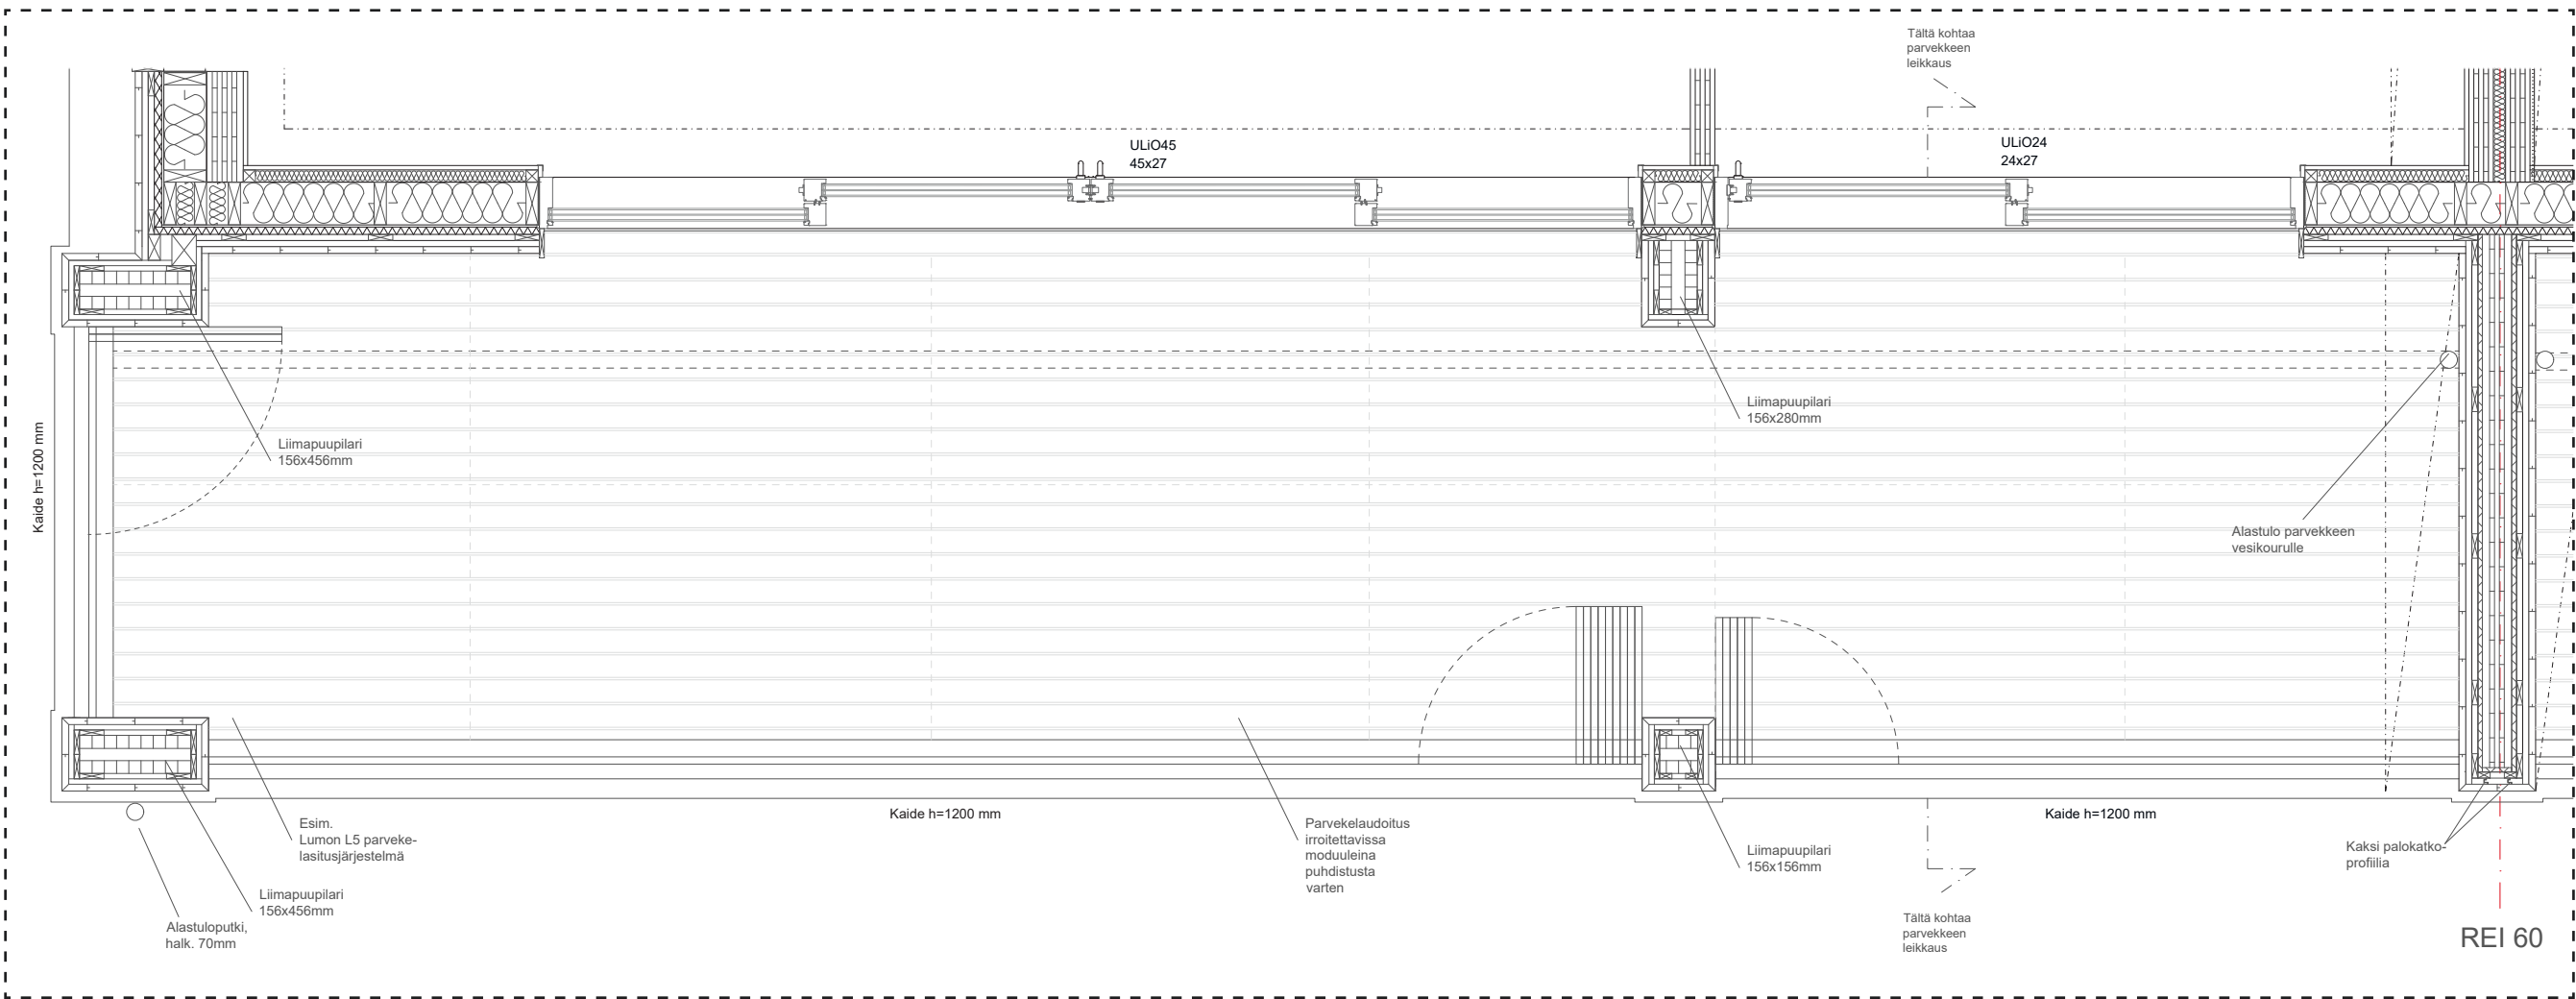 Tältä kohtaa
parvekkeen
leikkaus
ULiO45
45x27
ULiO24
24x27
Liimapuupilari
156x280mm
Liimapuupilari
156x456mm
Kaide h=1200 mm
Alastulo parvekkeen
vesikourulle
Kaide h=1200 mm
Kaide h=1200 mm
Esim.
Lumon L5 parveke-
lasitusjärjestelmä
Parvekelaudoitus
irroitettavissa
moduuleina
puhdistusta
varten
Liimapuupilari
156x156mm
Kaksi palokatko-
profiilia
Liimapuupilari
156x456mm
Alastuloputki,
halk. 70mm
Tältä kohtaa
parvekkeen
leikkaus
REI 60